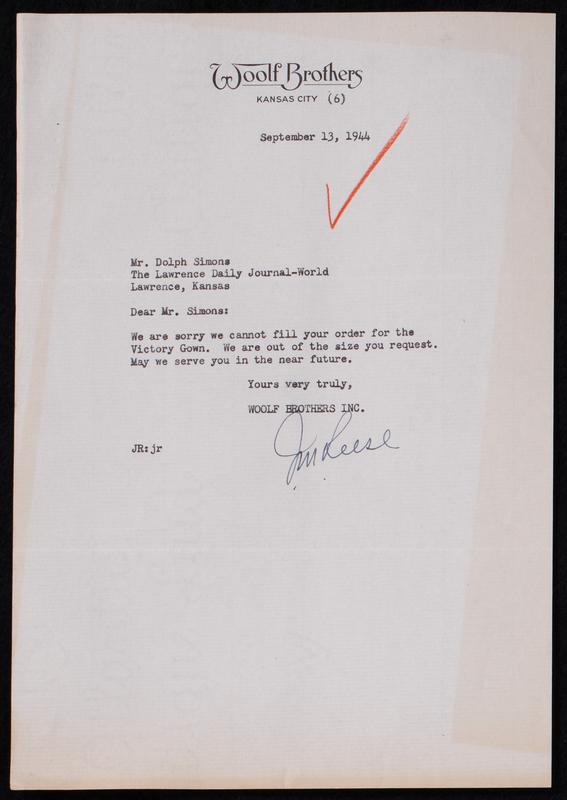 Woolf Brothers
KANSAS CITY (6)
September 13, 1944
Mr. Dolph Simons
The Lawrence Daily Journal-World
Lawrence, Kansas
Dear Mr. Simons:
We are sorry we cannot fill your order for the
Victory Gown. We are out of the size you request.
May we serve you in the near future.
Yours very truly,
WOOLF BROTHERS INC.
JR:jr